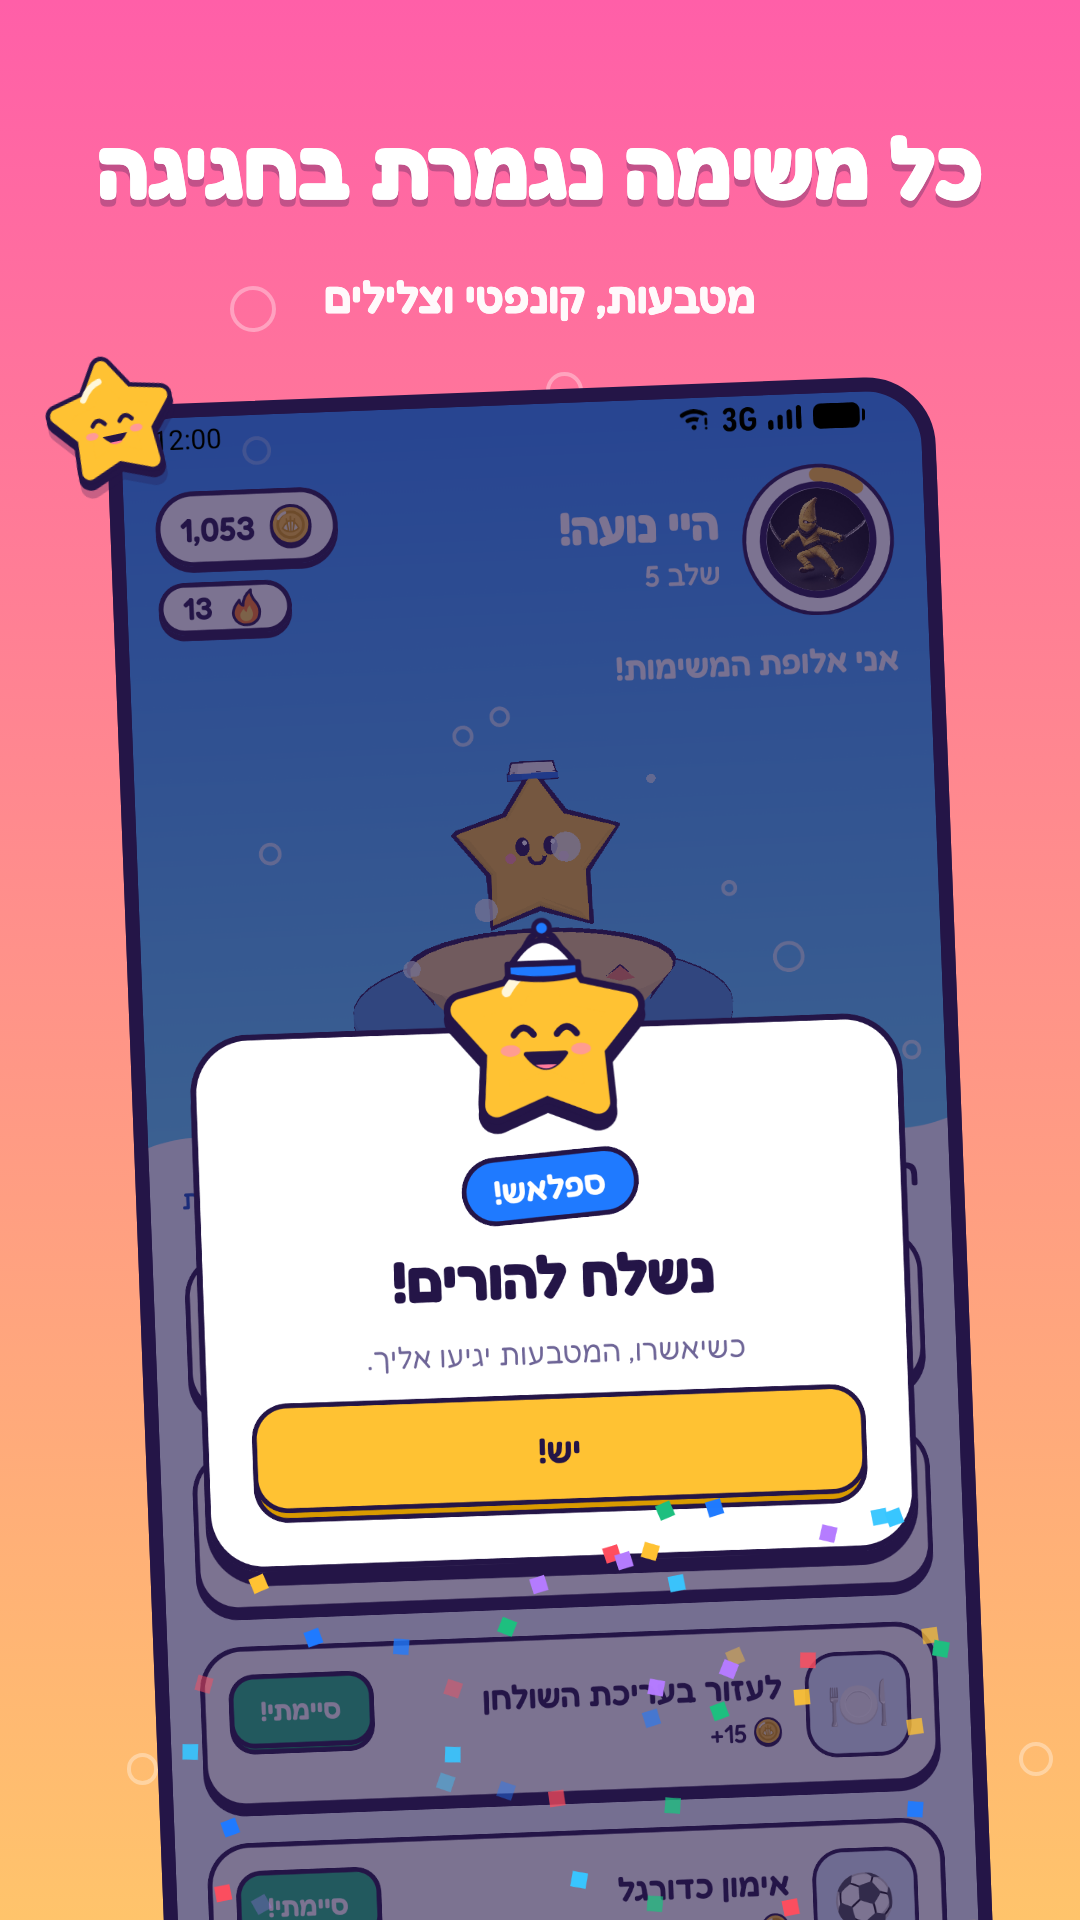 כל משימה נגמרת בחגיגה
מטבעות, קונפטי וצלילים
12:00
3G
1,053
היי נועה!
שלב 5
13
אני אלופת המשימות!
ספלאש!
נשלח להורים!
כשיאשרו, המטבעות יגיעו אליך.
יש!
לעזור בעריכת השולחן
+15
סיימתי!
אימון כדורגל
סיימתי!